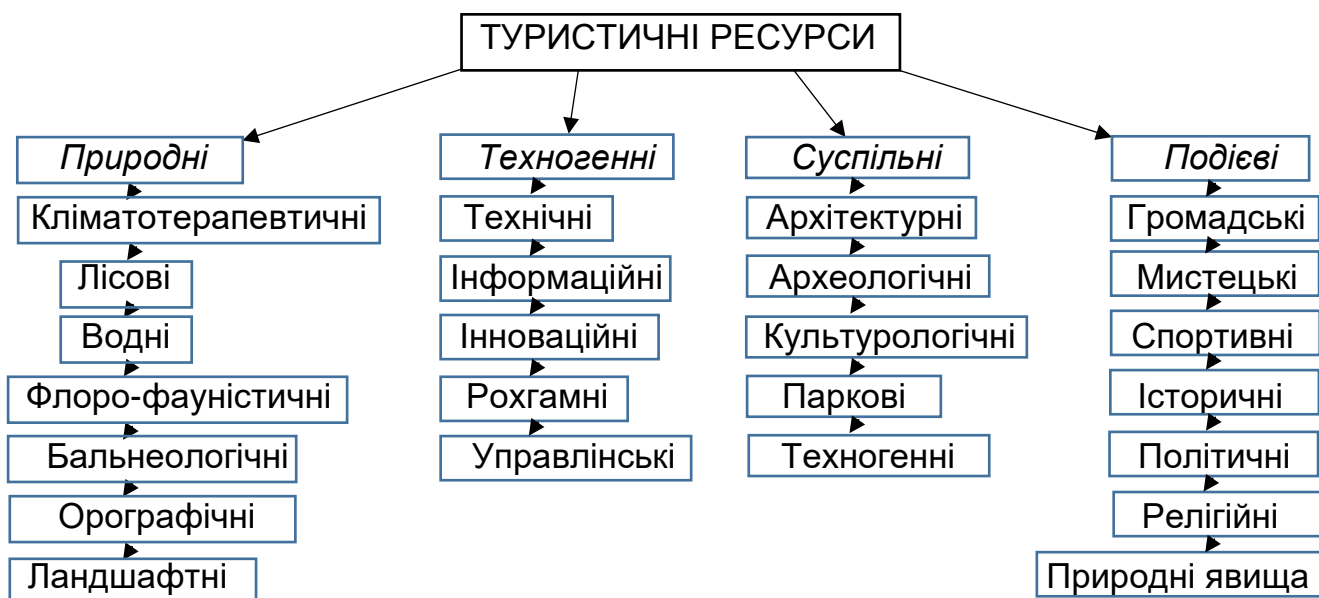 ТУРИСТИЧНІ РЕСУРСИ
Природні
Кліматотерапевтичні
Лісові
Водні
Флоро-фауністичні
Бальнеологічні
Орографічні
Ландшафтні
Техногенні
Технічні
Інформаційні
Інноваційні
Рохгамні
Управлінські
Суспільні
Архітектурні
Археологічні
Культурологічні
Паркові
Техногенні
Подієві
Громадські
Мистецькі
Спортивні
Історичні
Політичні
Релігійні
Природні явища